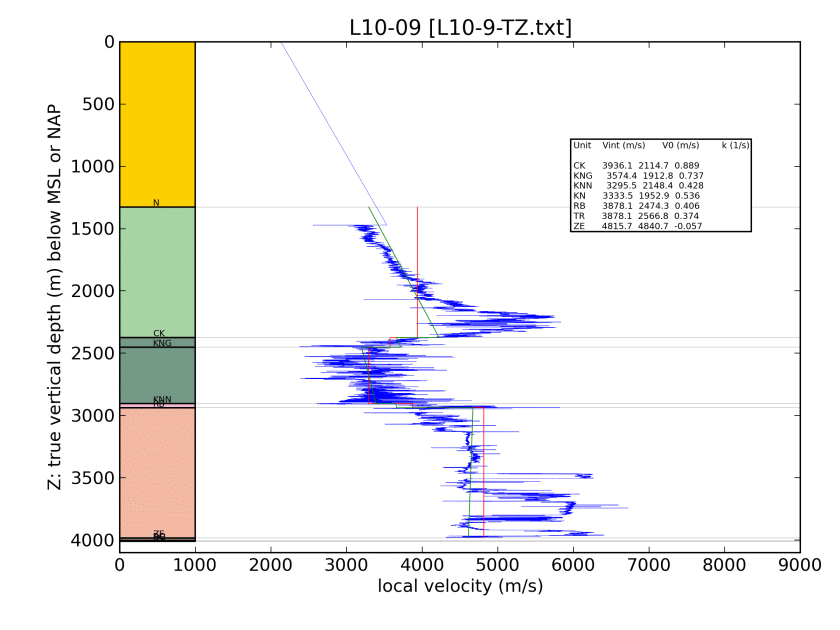 L10-09 [L10-9-TZ.txt]
Z: true vertical depth (m) below MSL or NAP
0
500
1000
1500
2000
2500
3000
3500
4000
N
CK
KNG
KNN
RB
ZE
Unit Vint (m/s) V0 (m/s) k (1/s)
CK 3936.1 2114.7 0.889
KNG 3574.4 1912.8 0.737
KNN 3295.5 2148.4 0.428
KN 3333.5 1952.9 0.536
RB 3878.1 2474.3 0.406
TR 3878.1 2566.8 0.374
ZE 4815.7 4840.7 -0.057
0 1000 2000 3000 4000 5000 6000 7000 8000 9000
local velocity (m/s)